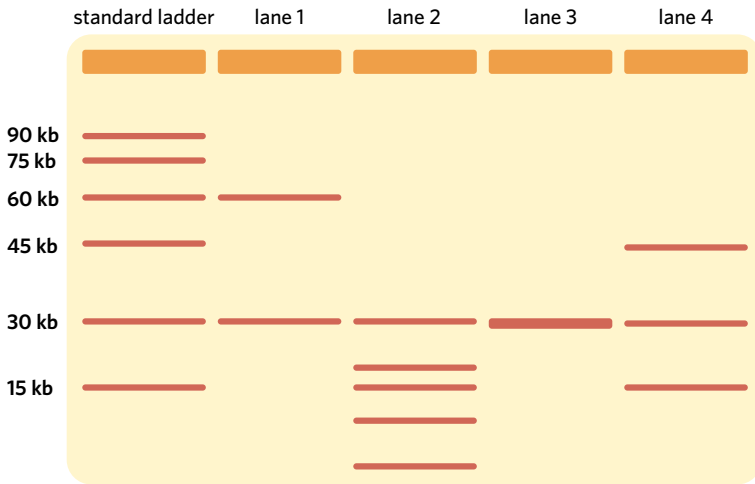 standard ladder lane 1 lane 2 lane 3 lane 4
90 kb
75 kb
60 kb
45 kb
30 kb
15 kb